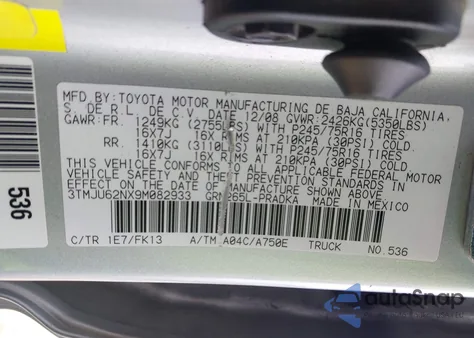 MFD.BY:TOYOTA MOTOR MANUFACTURING DE BAJA CALIFORNIA,
S. DE R.L. DE C.V. DATE 12/08 GVWR:2426KG(5350LBS)
GAWR:FR. 1249KG (2755LBS) WITH P245/75R16 TIRES
16X7J 16X RIMS AT 210KPA (30PSI) COLD.
RR. 1410KG (3110LBS) WITH P245/75R16 TIRES
16X7J 16X RIMS AT 210KPA (30PSI) COLD.
THIS VEHICLE CONFORMS TO ALL APPLICABLE FEDERAL MOTOR
VEHICLE SAFETY AND THEFT PREVENTION STANDARDS IN EFFECT
ON THE DATE OF MANUFACTURE SHOWN ABOVE.
3TMJU62NX9M082933 GRN265L-PRADKA MADE IN MEXICO
C/TR 1E7/FK13 A/TM A04C/A750E TRUCK NO.536
536
autoSnap